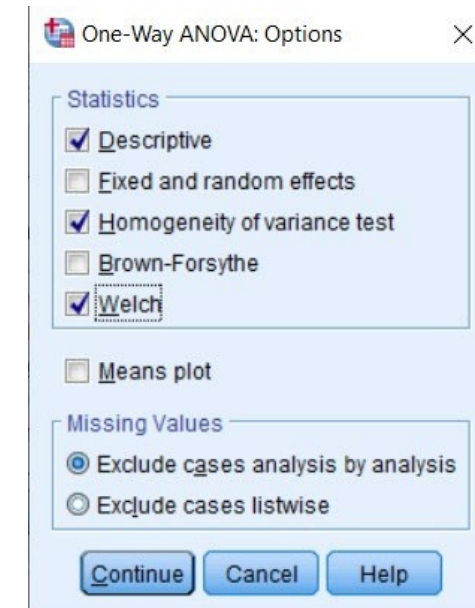 One-Way ANOVA: Options
Statistics
Descriptive
Fixed and random effects
Homogeneity of variance test
Brown-Forsythe
Welch
Means plot
Missing Values
Exclude cases analysis by analysis
Exclude cases listwise
Continue Cancel Help